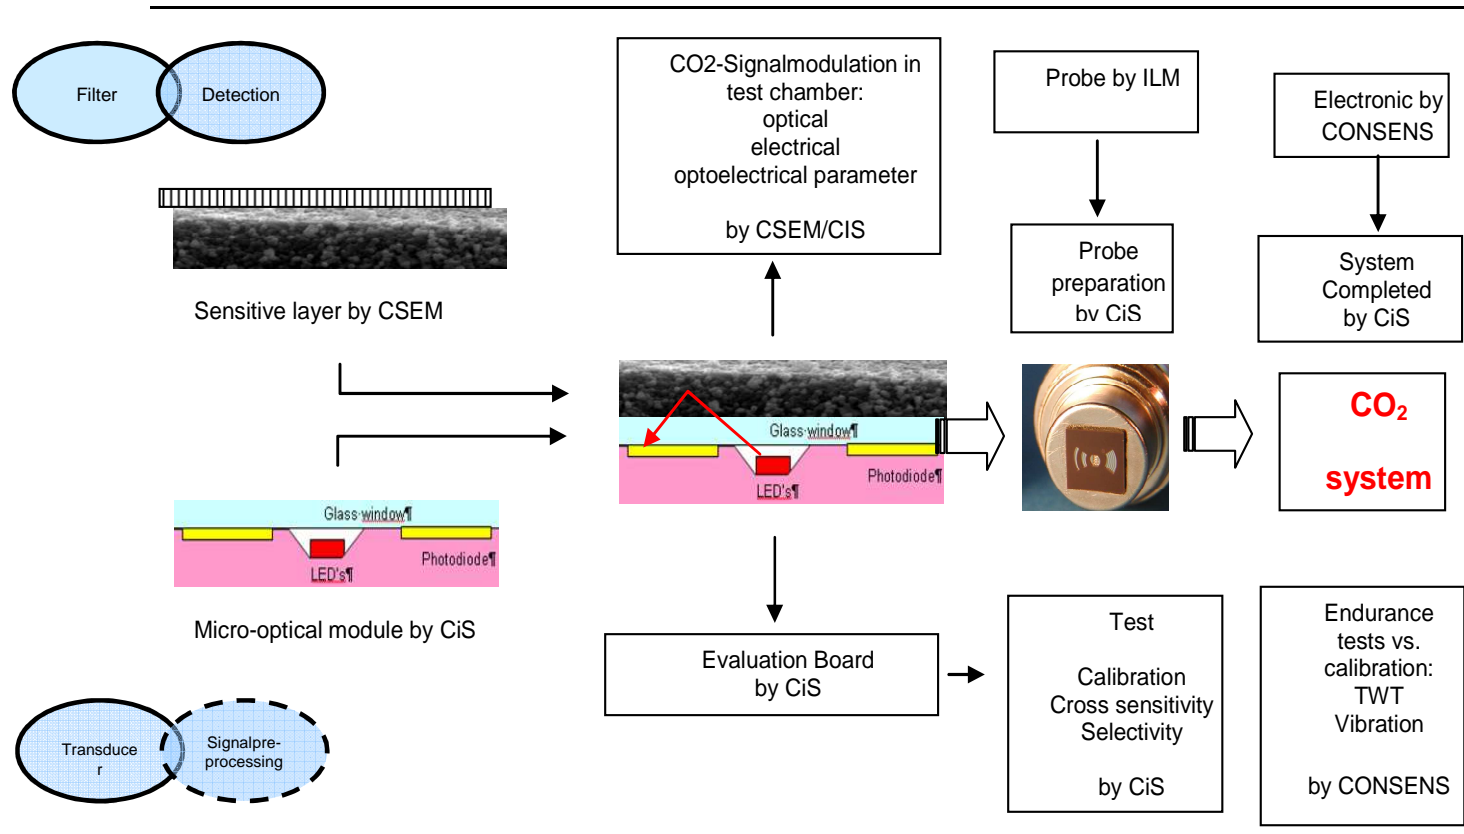 Filter
Detection
CO2-Signalmodulation in
test chamber:
optical
electrical
optoelectrical parameter
by CSEM/CIS
Probe by ILM
Electronic by
CONSENS
Probe
preparation
by CiS
System
Completed
by CiS
Sensitive layer by CSEM
Glass·window¶
LED's¶
Photodiode¶
CO2
system
Glass·window¶
LED's¶
Photodiode¶
Micro-optical module by CiS
Evaluation Board
by CiS
Test
Calibration
Cross sensitivity
Selectivity
by CiS
Endurance
tests vs.
calibration:
TWT
Vibration
by CONSENS
Transduce
r
Signalpre-
processing